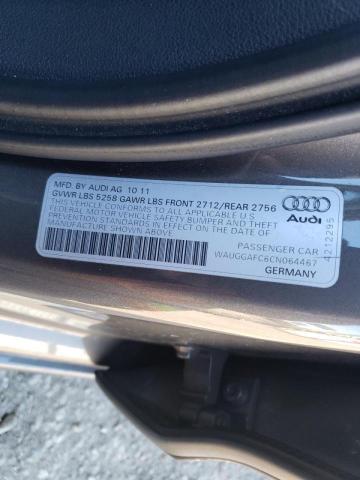 MFD. BY AUDI AG 10 11
GVWR LBS 5258 GAWR LBS FRONT 2712/REAR 2756
THIS VEHICLE CONFORMS TO ALL APPLICABLE U.S.
FEDERAL MOTOR VEHICLE SAFETY BUMPER AND THEFT
PREVENTION STANDARDS IN EFFECT ON THE DATE OF
MANUFACTURE SHOWN ABOVE.
Audi
PASSENGER CAR
WAUGGAFC6CN064467
GERMANY
4212295